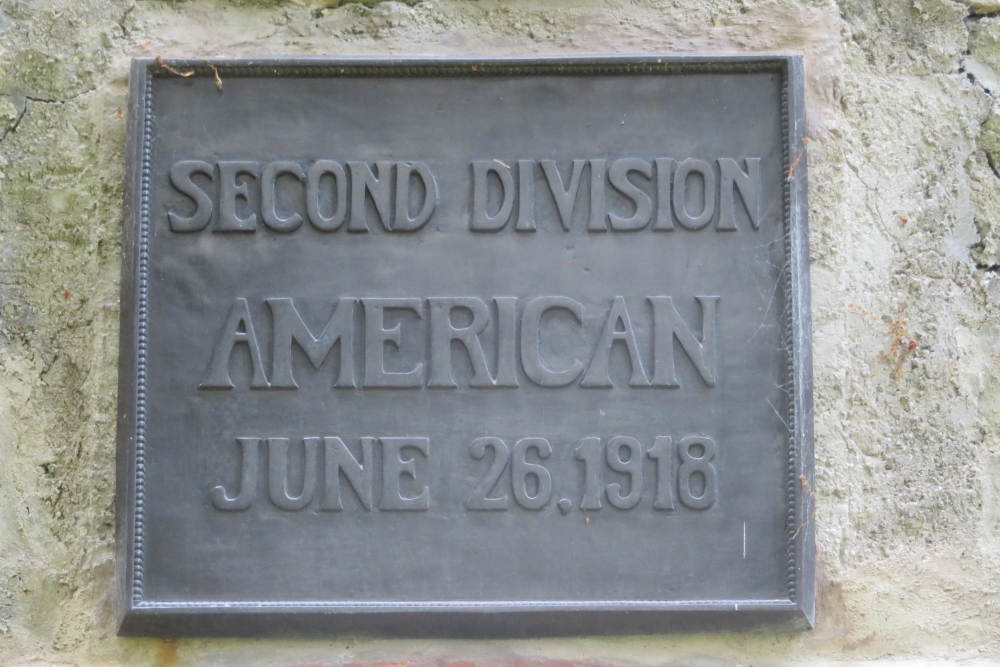 SECOND DIVISION
AMERICAN
JUNE 26.1918